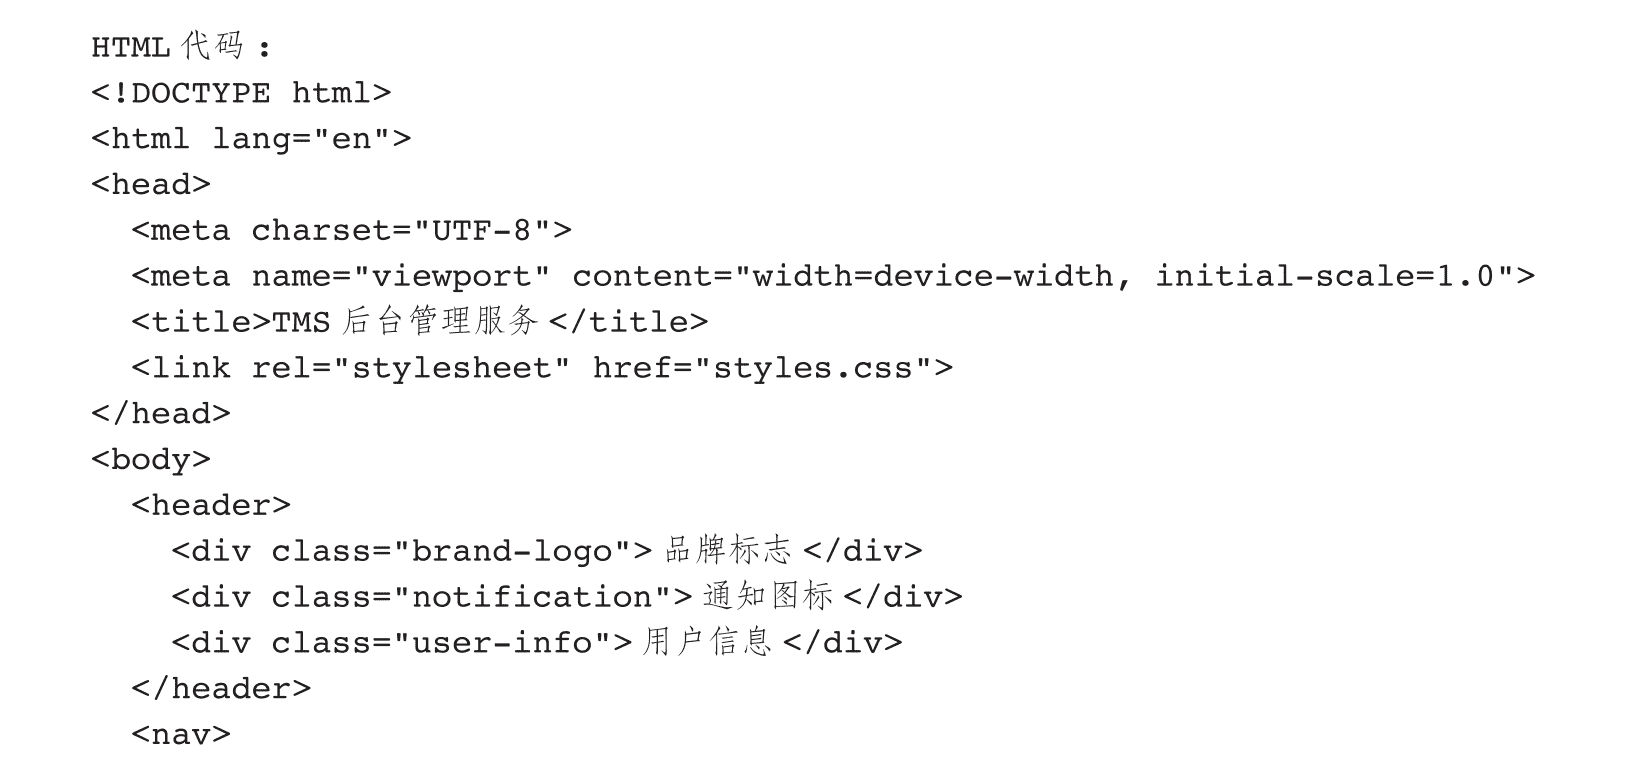 HTML 代码：
<!DOCTYPE html>
<html lang="en">
<head>
  <meta charset="UTF-8">
  <meta name="viewport" content="width=device-width, initial-scale=1.0">
  <title>TMS 后台管理服务 </title>
  <link rel="stylesheet" href="styles.css">
</head>
<body>
  <header>
    <div class="brand-logo"> 品牌标志 </div>
    <div class="notification"> 通知图标 </div>
    <div class="user-info"> 用户信息 </div>
  </header>
  <nav>